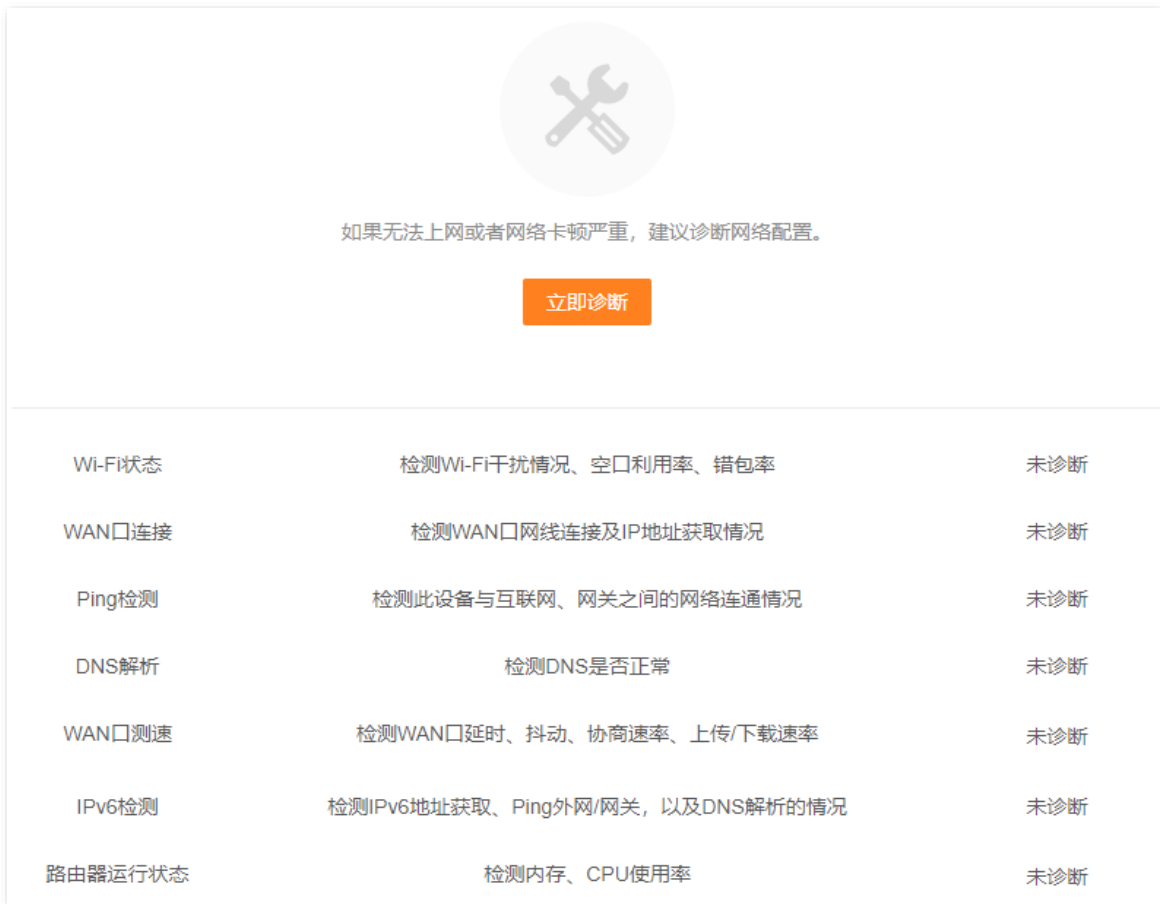 如果无法上网或者网络卡顿严重，建议诊断网络配置。
立即诊断
Wi-Fi状态 检测Wi-Fi干扰情况、空口利用率、错包率 未诊断
WAN口连接 检测WAN口网线连接及IP地址获取情况 未诊断
Ping检测 检测此设备与互联网、网关之间的网络连通情况 未诊断
DNS解析 检测DNS是否正常 未诊断
WAN口测速 检测WAN口延时、抖动、协商速率、上传/下载速率 未诊断
IPv6检测 检测IPv6地址获取、Ping外网/网关，以及DNS解析的情况 未诊断
路由器运行状态 检测内存、CPU使用率 未诊断